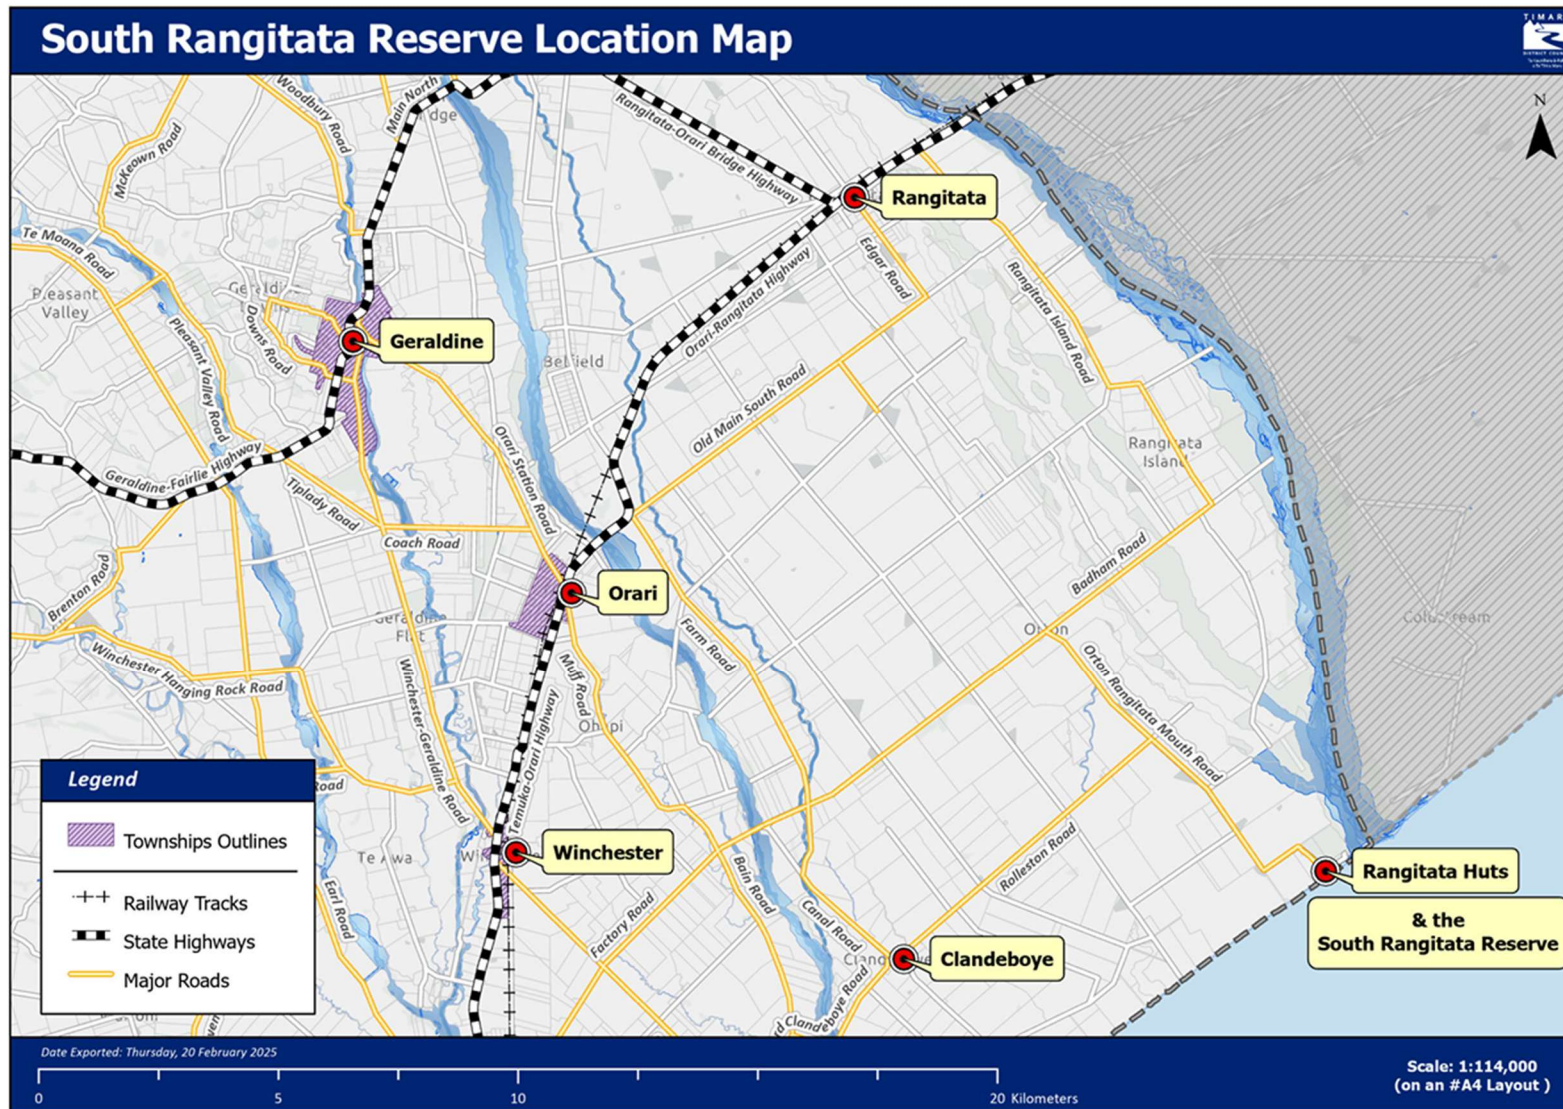 South Rangitata Reserve Location Map
TIMAR
N
Woodbury Road
Main North
McKeown Road
Rangitata-Orari Bridge Highway
Rangitata
Te Moana Road
Pleasant
Valley
Downs Road
Geraldine
Edgar Road
Rangitata Island Road
Orari-Rangitata Highway
Belfield
Pleasant Valley Road
Old Main South Road
Rangitata
Island
Geraldine-Fairlie Highway
Orari Station Road
Tiplady Road
Coach Road
Badham Road
Brenton Road
Orari
Geraldine
Flat
Farm Road
Orton
Coldstream
Winchester Hanging Rock Road
Winchester-Geraldine Road
Muff Road
Ohapi
Orton Rangitata Mouth Road
Temuka-Orari Highway
Road
Te Awa
Winchester
Rolleston Road
Rangitata Huts
& the
South Rangitata Reserve
Earl Road
Factory Road
Bain Road
Canal Road
Clandeboye
Clandeboye Road
Legend
Townships Outlines
Railway Tracks
State Highways
Major Roads
Date Exported: Thursday, 20 February 2025
0 5 10 20 Kilometers
Scale: 1:114,000
(on an #A4 Layout )